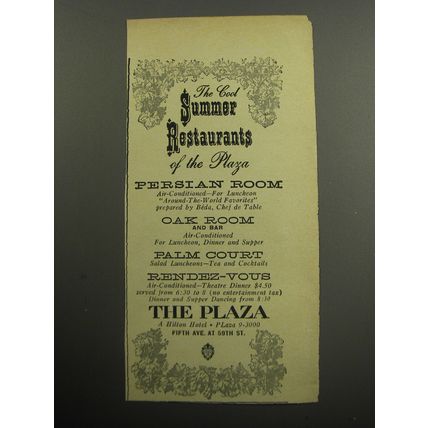 The Cool
Summer
Restaurants
of the Plaza
PERSIAN ROOM
Air-Conditioned—For Luncheon
"Around-The-World Favorites"
prepared by Béda, Chef de Table
OAK ROOM
AND BAR
Air-Conditioned
For Luncheon, Dinner and Supper
PALM COURT
Salad Luncheons—Tea and Cocktails
RENDEZ-VOUS
Air-Conditioned—Theatre Dinner $4.50
served from 6:30 to 8 (no entertainment tax)
Dinner and Supper Dancing from 8:30
THE PLAZA
A Hilton Hotel • PLaza 9-3000
FIFTH AVE. AT 59TH ST.